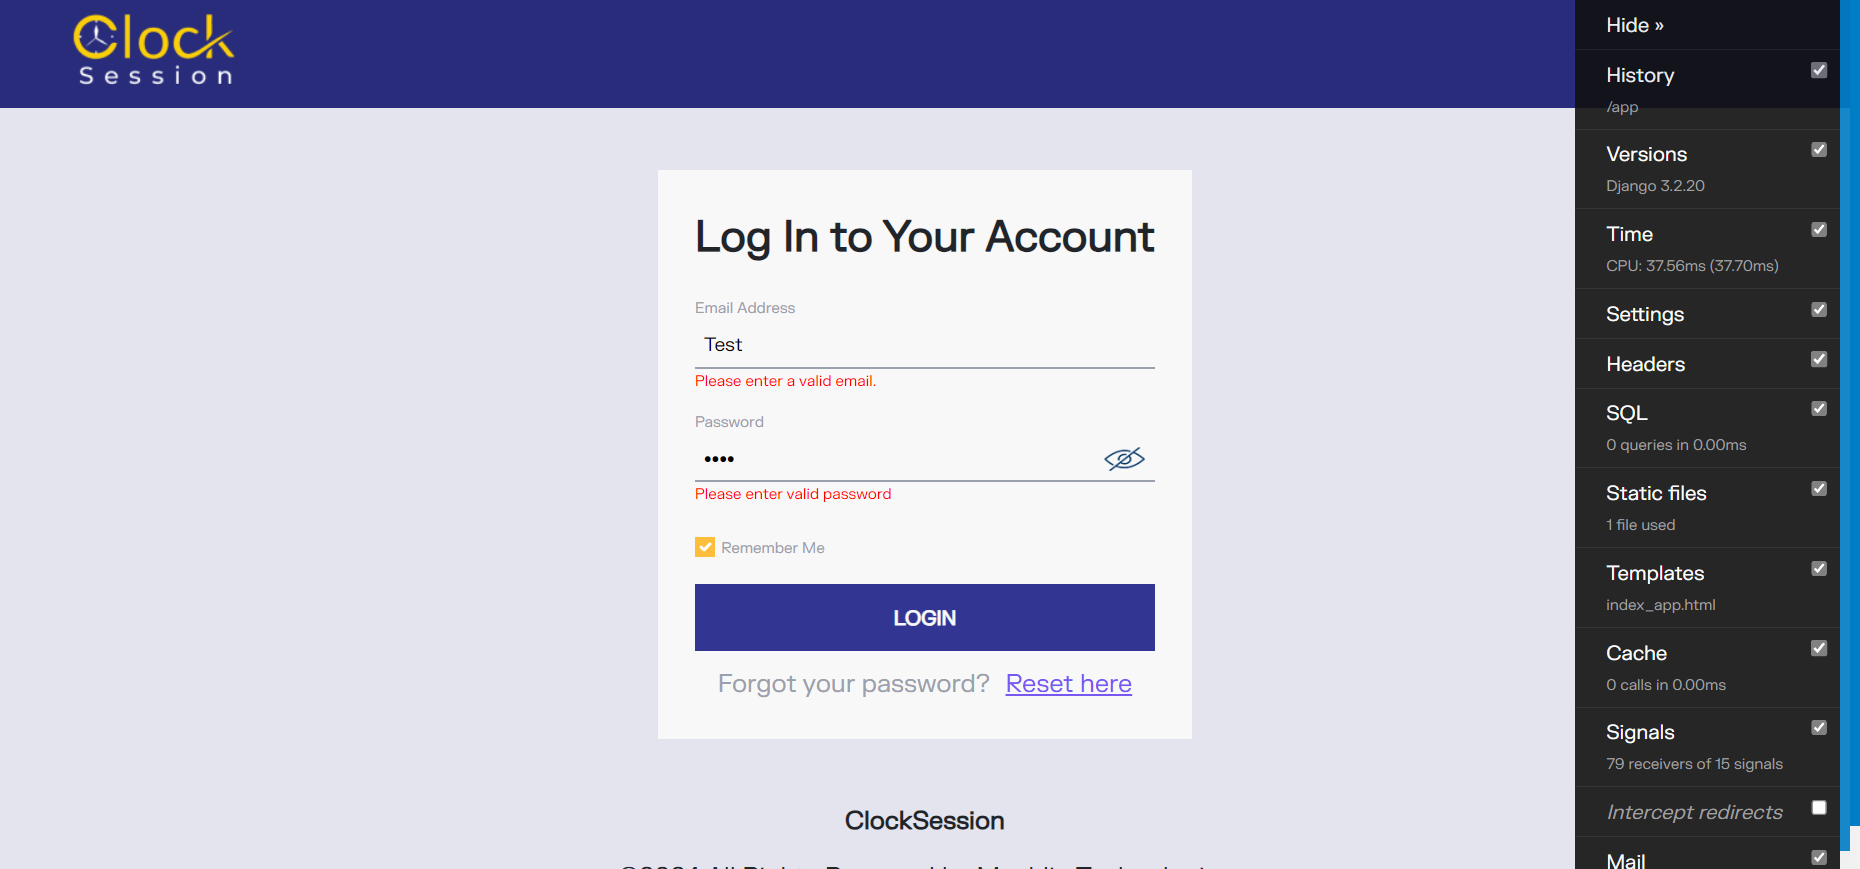 Clock
Session
Log In to Your Account
Email Address
Test
Please enter a valid email.
Password
Please enter valid password
Remember Me
LOGIN
Forgot your password? Reset here
ClockSession
Hide »
History
/app
Versions
Django 3.2.20
Time
CPU: 37.56ms (37.70ms)
Settings
Headers
SQL
0 queries in 0.00ms
Static files
1 file used
Templates
index_app.html
Cache
0 calls in 0.00ms
Signals
79 receivers of 15 signals
Intercept redirects
Mail